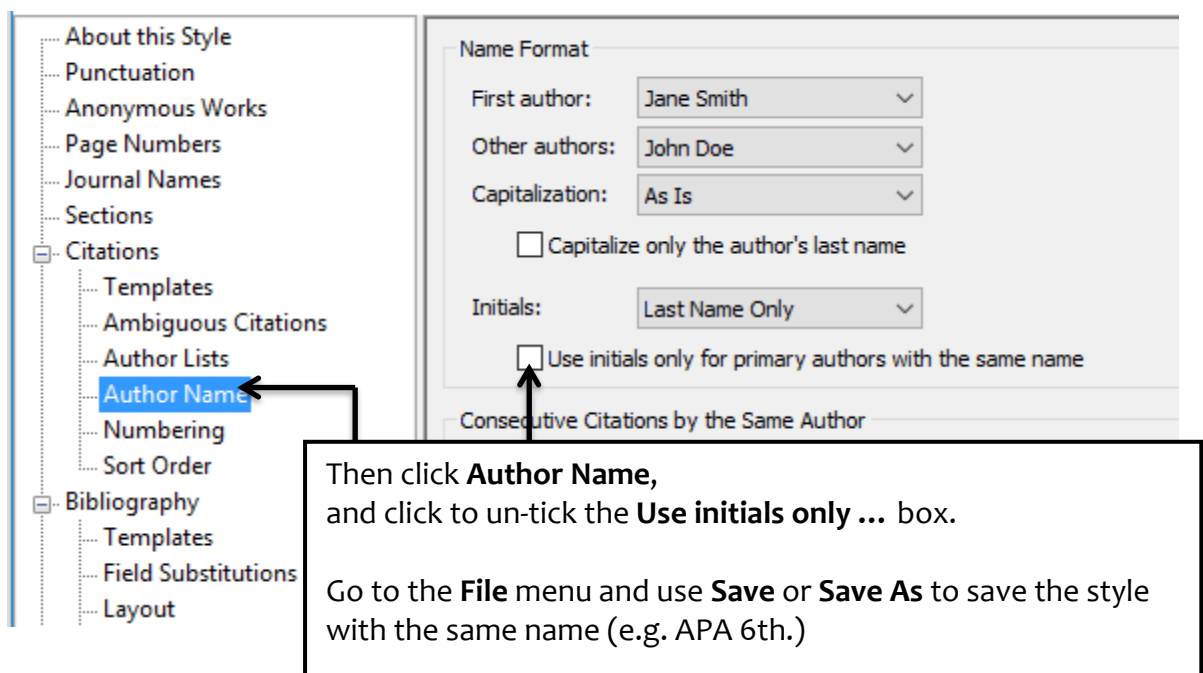 About this Style
Punctuation
Anonymous Works
Page Numbers
Journal Names
Sections
Citations
Templates
Ambiguous Citations
Author Lists
Author Name
Numbering
Sort Order
Bibliography
Templates
Field Substitutions
Layout
Name Format
First author: Jane Smith
Other authors: John Doe
Capitalization: As Is
Capitalize only the author's last name
Initials: Last Name Only
Use initials only for primary authors with the same name
Consecutive Citations by the Same Author
Then click Author Name,
and click to un-tick the Use initials only ... box.
Go to the File menu and use Save or Save As to save the style
with the same name (e.g. APA 6th.)